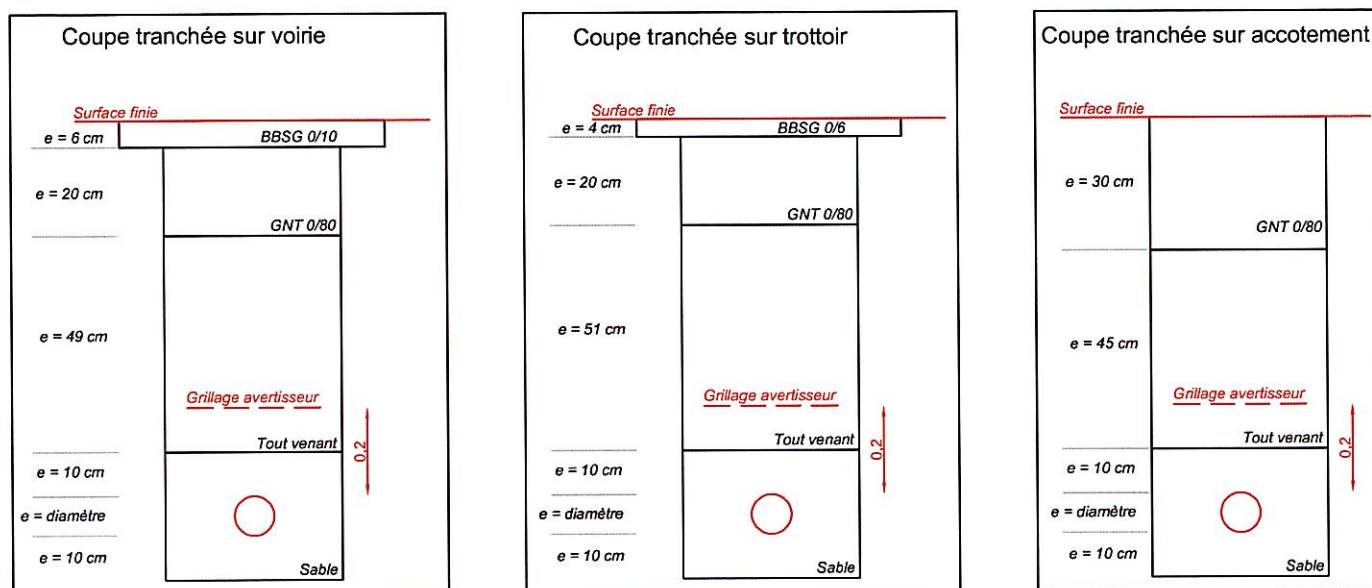 Coupe tranchée sur voirie
Surface finie
e = 6 cm
BBSG 0/10
e = 20 cm
GNT 0/80
e = 49 cm
Grillage avertisseur
0,2
Tout venant
e = 10 cm
e = diamètre
e = 10 cm
Sable
Coupe tranchée sur trottoir
Surface finie
e = 4 cm
BBSG 0/6
e = 20 cm
GNT 0/80
e = 51 cm
Grillage avertisseur
0,2
Tout venant
e = 10 cm
e = diamètre
e = 10 cm
Sable
Coupe tranchée sur accotement
Surface finie
e = 30 cm
GNT 0/80
e = 45 cm
Grillage avertisseur
0,2
Tout venant
e = 10 cm
e = diamètre
e = 10 cm
Sable